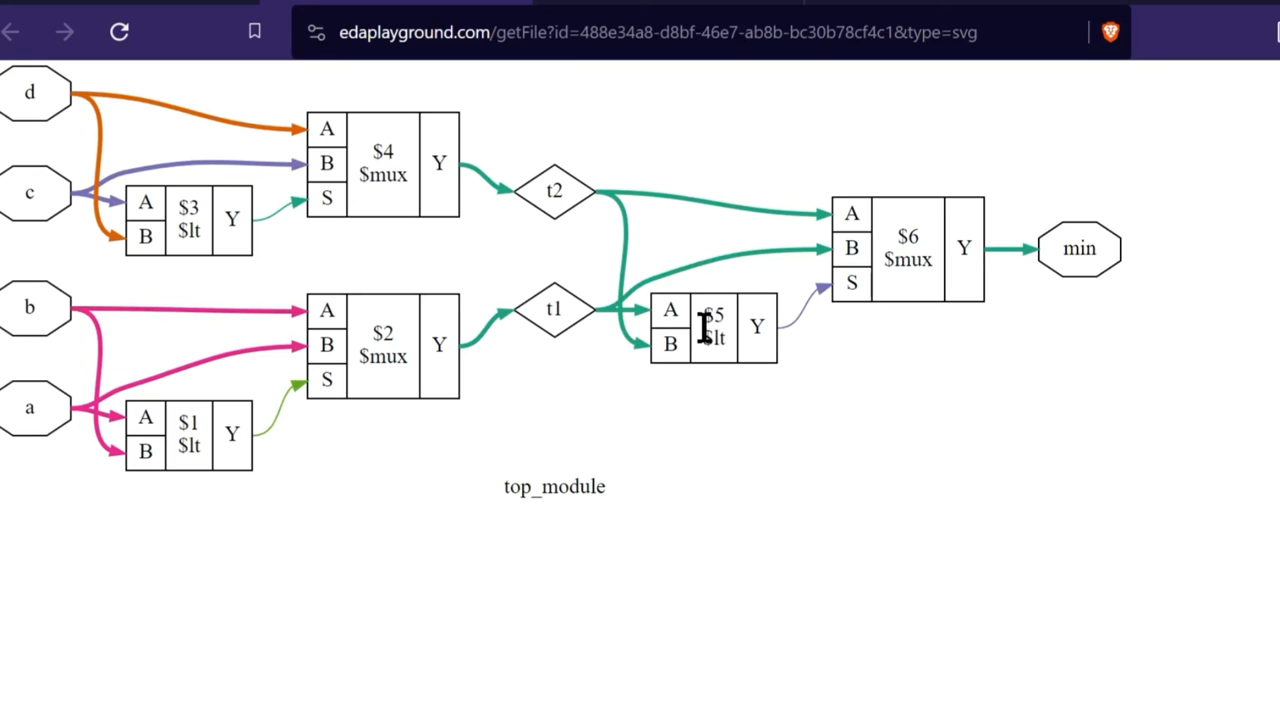 edaplayground.com/getFile?id=488e34a8-d8bf-46e7-ab8b-bc30b78cf4c1&type=svg
d
c
A
B
$3
$lt
Y
A
B
S
$4
$mux
Y
t2
b
a
A
B
$1
$lt
Y
A
B
S
$2
$mux
Y
t1
A
B
$5
$lt
Y
A
B
S
$6
$mux
Y
min
top_module